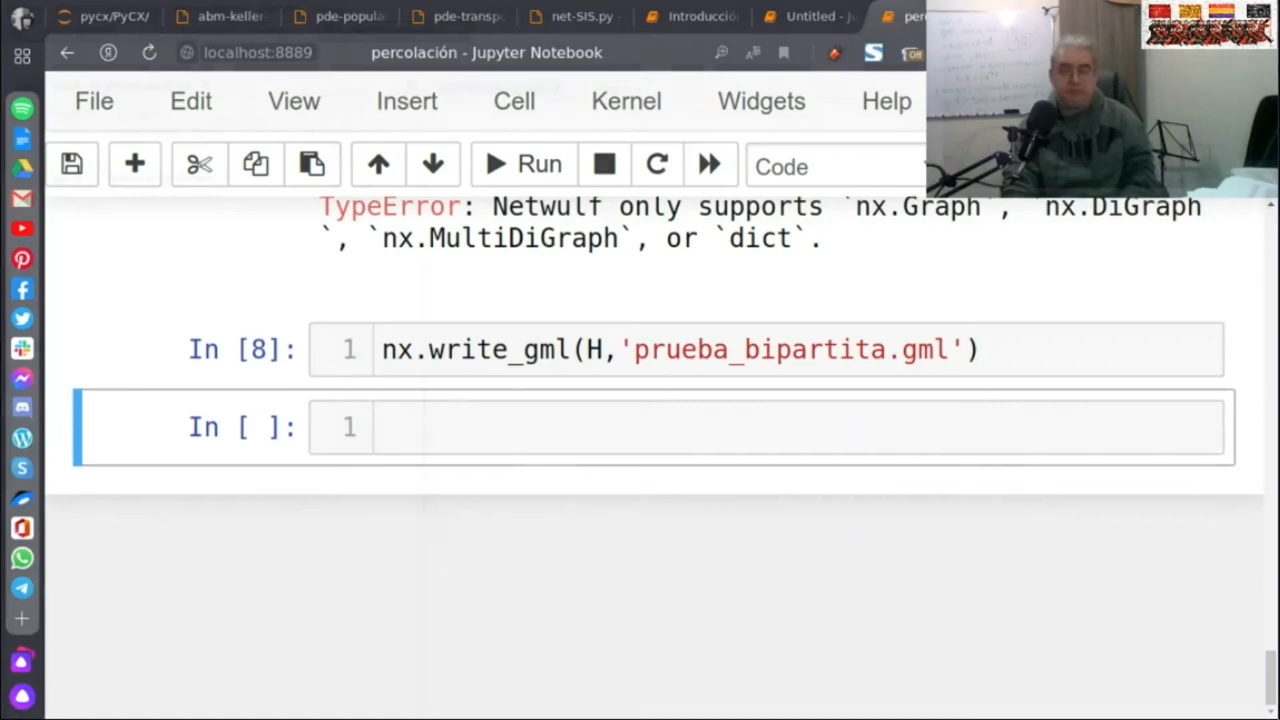 pycx/PyCX/
abm-keller
pde-popula
pde-transp
net-SIS.py
Introducció
Untitled - J
per
localhost:8889
percolación - Jupyter Notebook
Off
File
Edit
View
Insert
Cell
Kernel
Widgets
Help
Run
Code
TypeError: Netwulf only supports `nx.Graph`, `nx.DiGraph
`, `nx.MultiDiGraph`, or `dict`.
In [8]:
1
nx.write_gml(H,'prueba_bipartita.gml')
In [ ]:
1